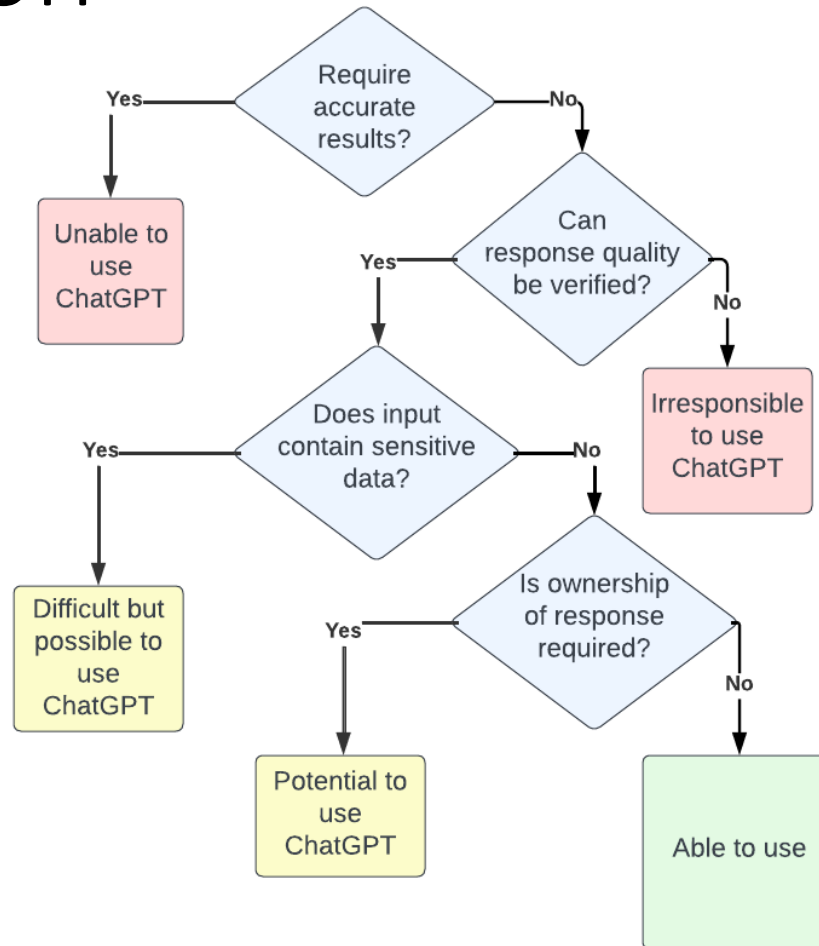 Require
accurate
results?
Yes
No
Unable to
use
ChatGPT
Can
response quality
be verified?
Yes
No
Irresponsible
to use
ChatGPT
Does input
contain sensitive
data?
Yes
No
Difficult but
possible to
use
ChatGPT
Is ownership
of response
required?
Yes
No
Potential to
use
ChatGPT
Able to use